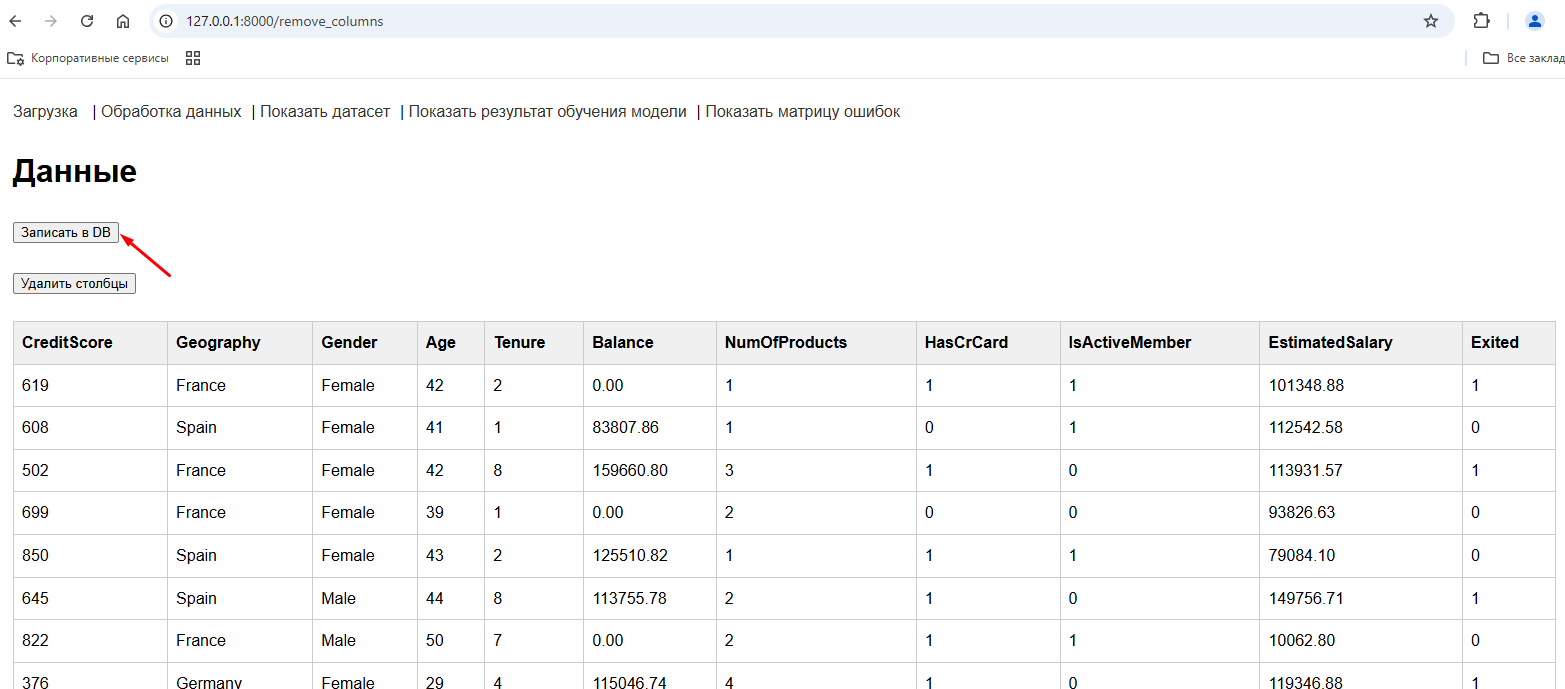 127.0.0.1:8000/remove_columns
Корпоративные сервисы Все заклад
Загрузка | Обработка данных | Показать датасет | Показать результат обучения модели | Показать матрицу ошибок
Данные
Записать в DB
Удалить столбцы
CreditScore Geography Gender Age Tenure Balance NumOfProducts HasCrCard IsActiveMember EstimatedSalary Exited
619 France Female 42 2 0.00 1 1 1 101348.88 1
608 Spain Female 41 1 83807.86 1 0 1 112542.58 0
502 France Female 42 8 159660.80 3 1 0 113931.57 1
699 France Female 39 1 0.00 2 0 0 93826.63 0
850 Spain Female 43 2 125510.82 1 1 1 79084.10 0
645 Spain Male 44 8 113755.78 2 1 0 149756.71 1
822 France Male 50 7 0.00 2 1 1 10062.80 0
376 Germany Female 29 4 115046.74 4 1 0 119346.88 1